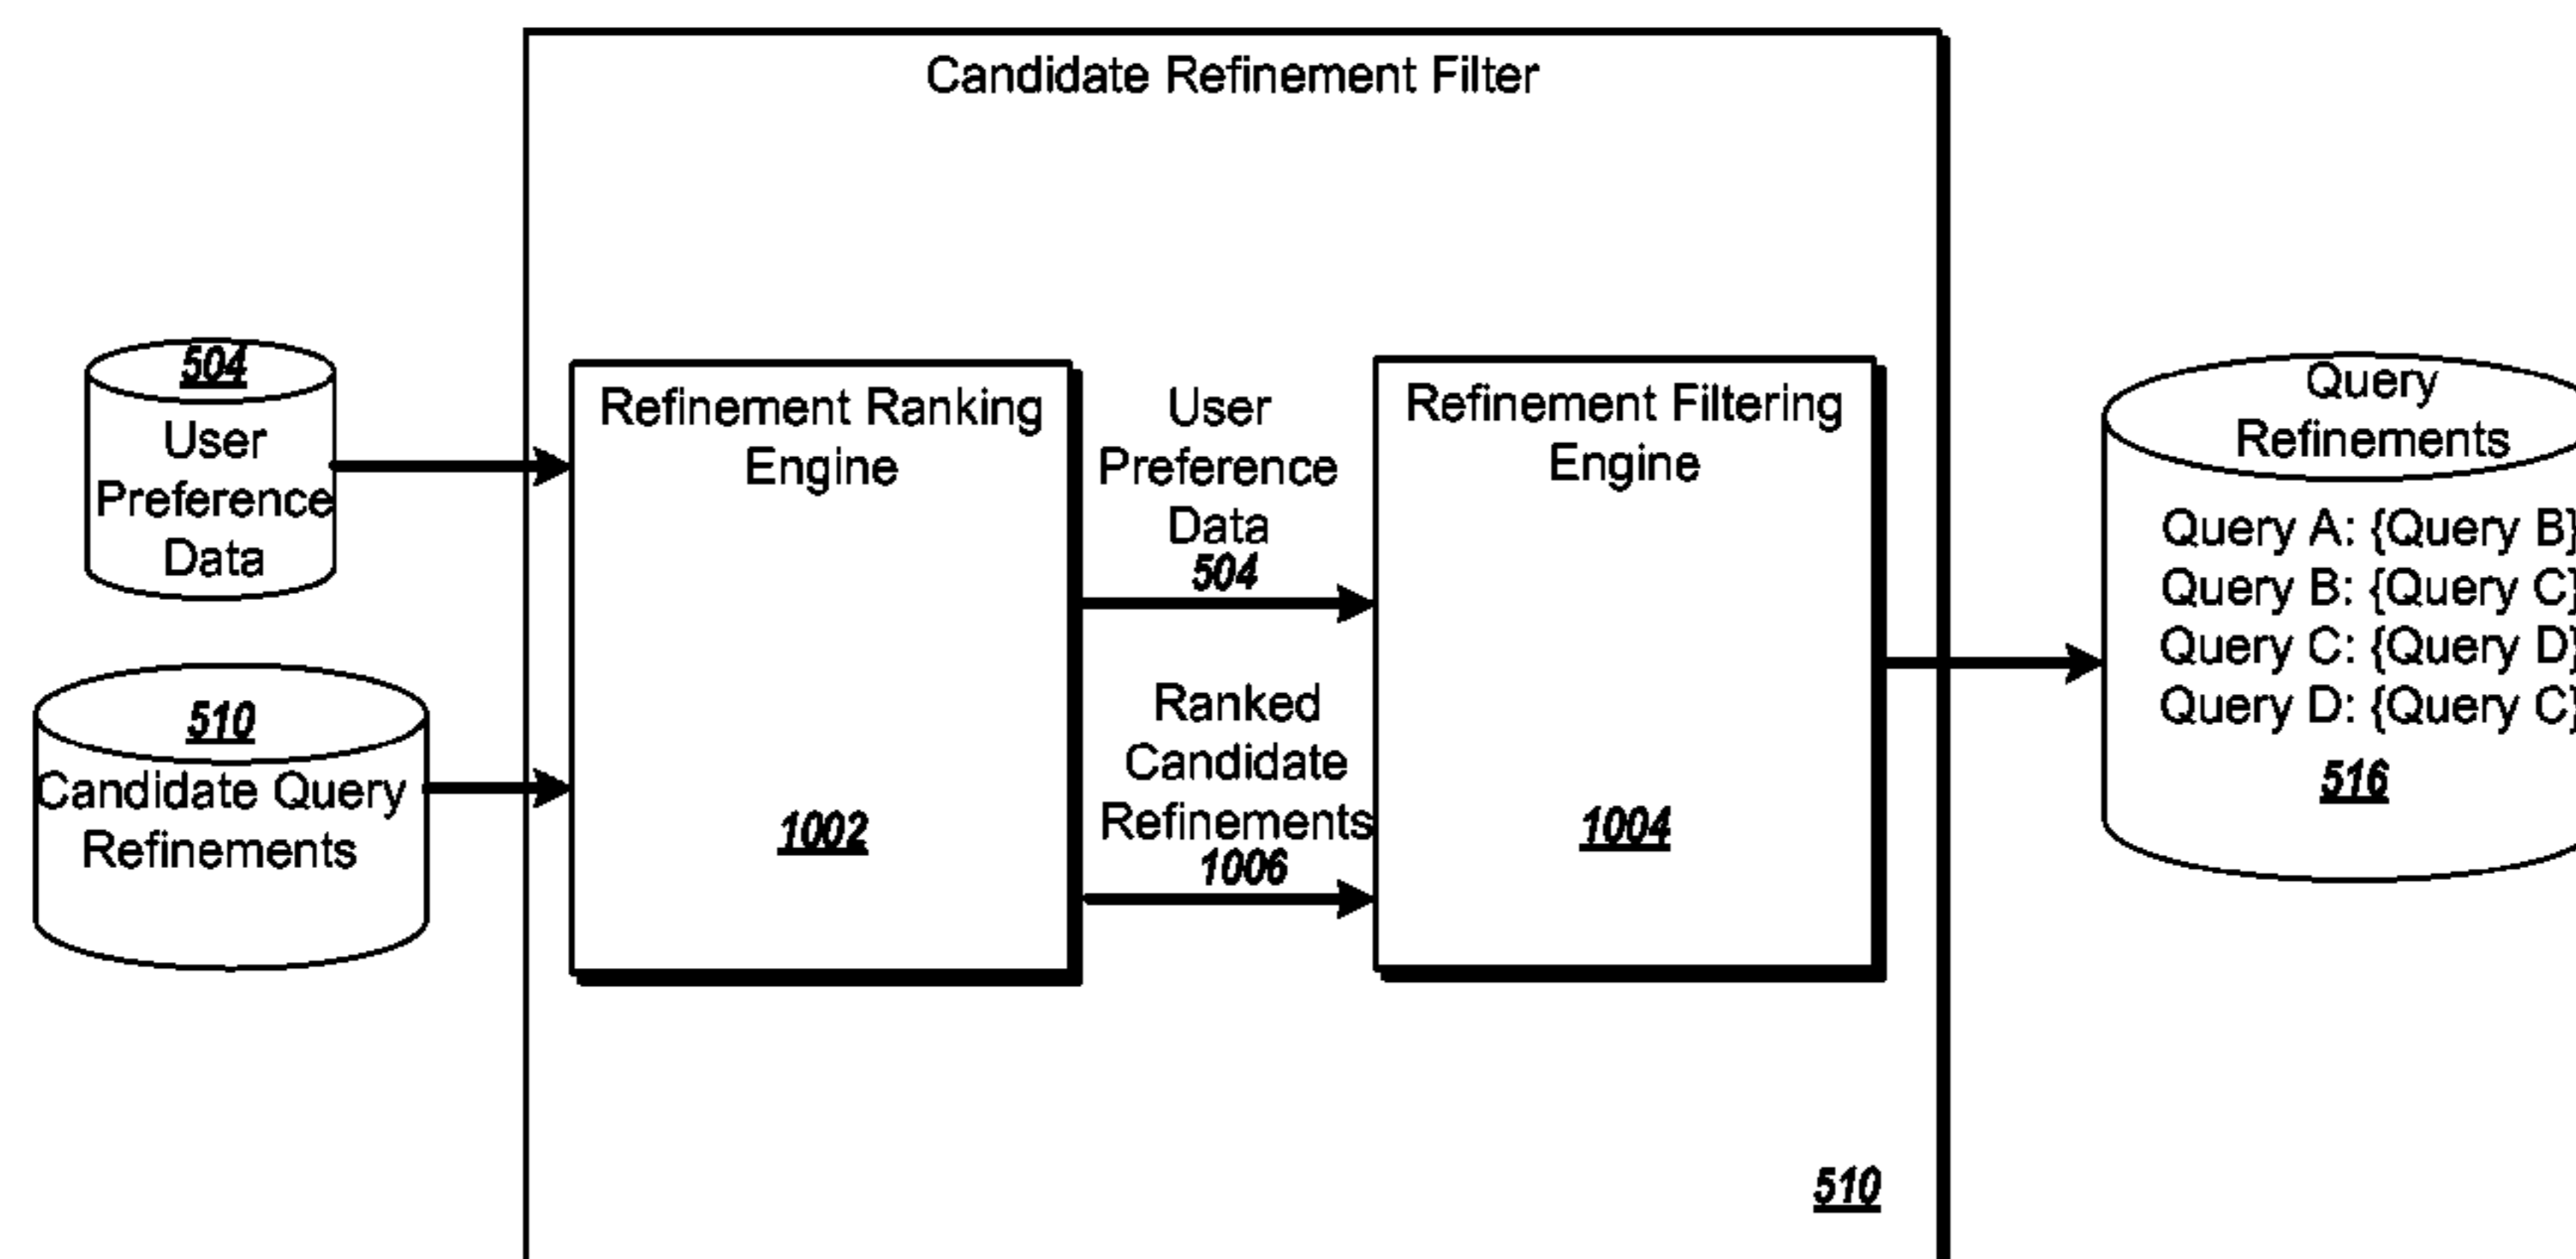 Candidate Refinement Filter
504
User
Preference
Data
510
Candidate Query
Refinements
Refinement Ranking
Engine
1002
User
Preference
Data
504
Ranked
Candidate
Refinements
1006
Refinement Filtering
Engine
1004
Query
Refinements
Query A: {Query B}
Query B: {Query C}
Query C: {Query D}
Query D: {Query C}
516
510